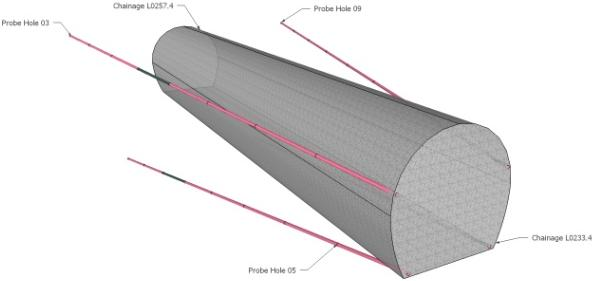 Chainage L0257.4
Probe Hole 09
Probe Hole 03
Chainage L0233.4
Probe Hole 05